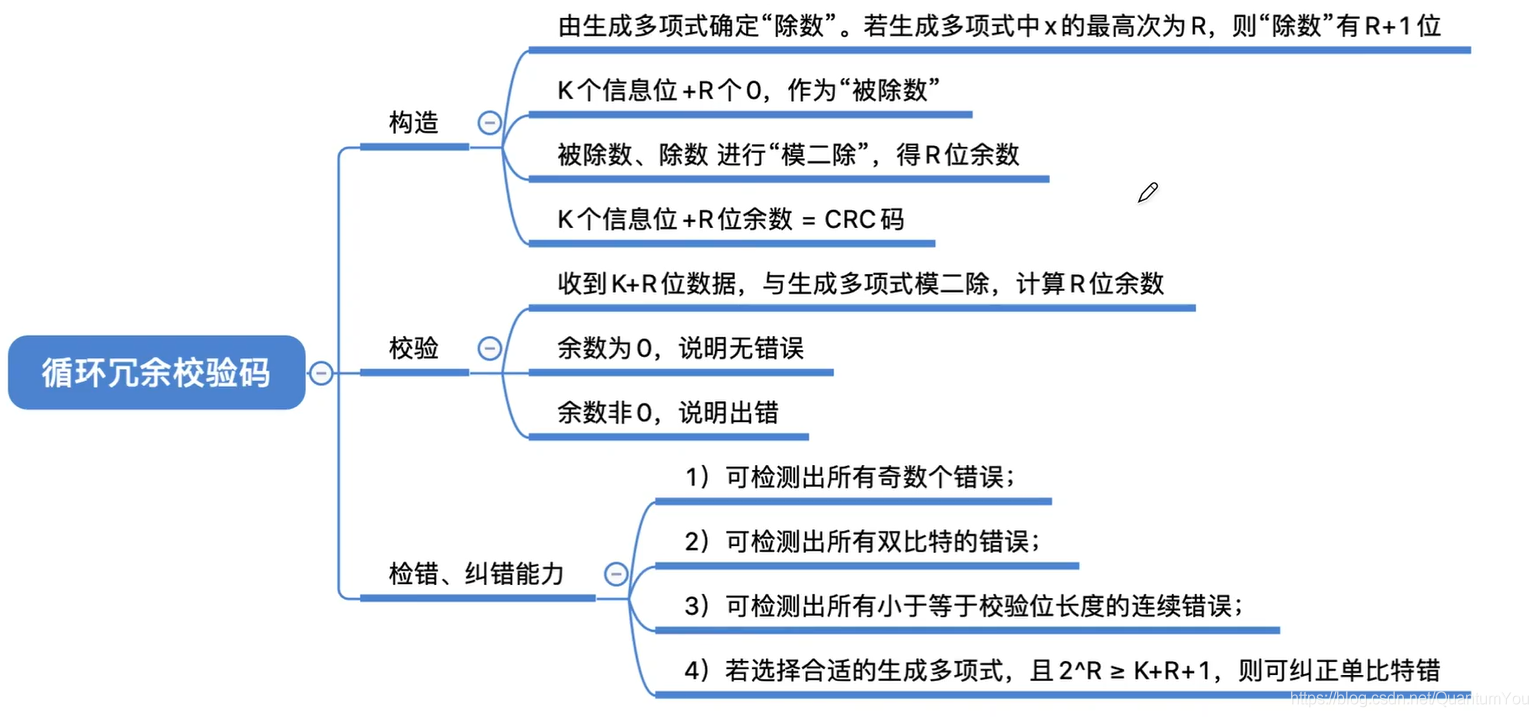 由生成多项式确定“除数”。若生成多项式中x的最高次为R，则“除数”有R+1位
K个信息位+R个0，作为“被除数”
构造
被除数、除数 进行“模二除”，得R位余数
K个信息位+R位余数 = CRC码
收到K+R位数据，与生成多项式模二除，计算R位余数
校验
余数为0，说明无错误
循环冗余校验码
余数非0，说明出错
1）可检测出所有奇数个错误；
2）可检测出所有双比特的错误；
检错、纠错能力
3）可检测出所有小于等于校验位长度的连续错误；
4）若选择合适的生成多项式，且2^R ≥ K+R+1，则可纠正单比特错
https://blog.csdn.net/QuantumYou